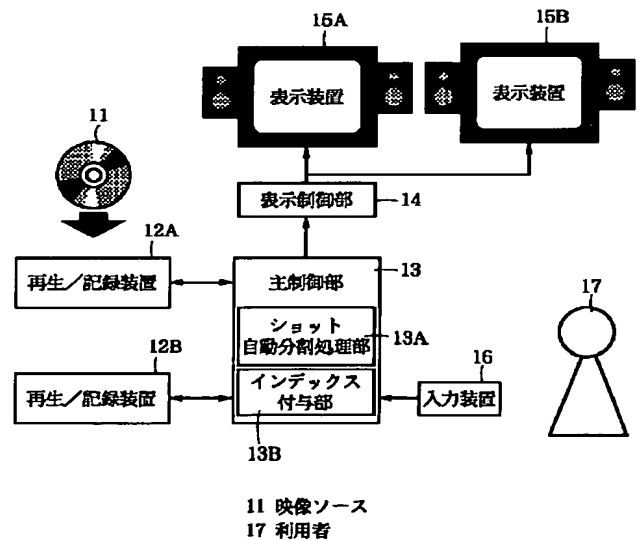 15A
15B
表示装置
表示装置
11
表示制御部
14
12A
再生/記録装置
主制御部
13
17
ショット
自動分割処理部
13A
12B
再生/記録装置
インデックス
付与部
16
入力装置
13B
11 映像ソース
17 利用者